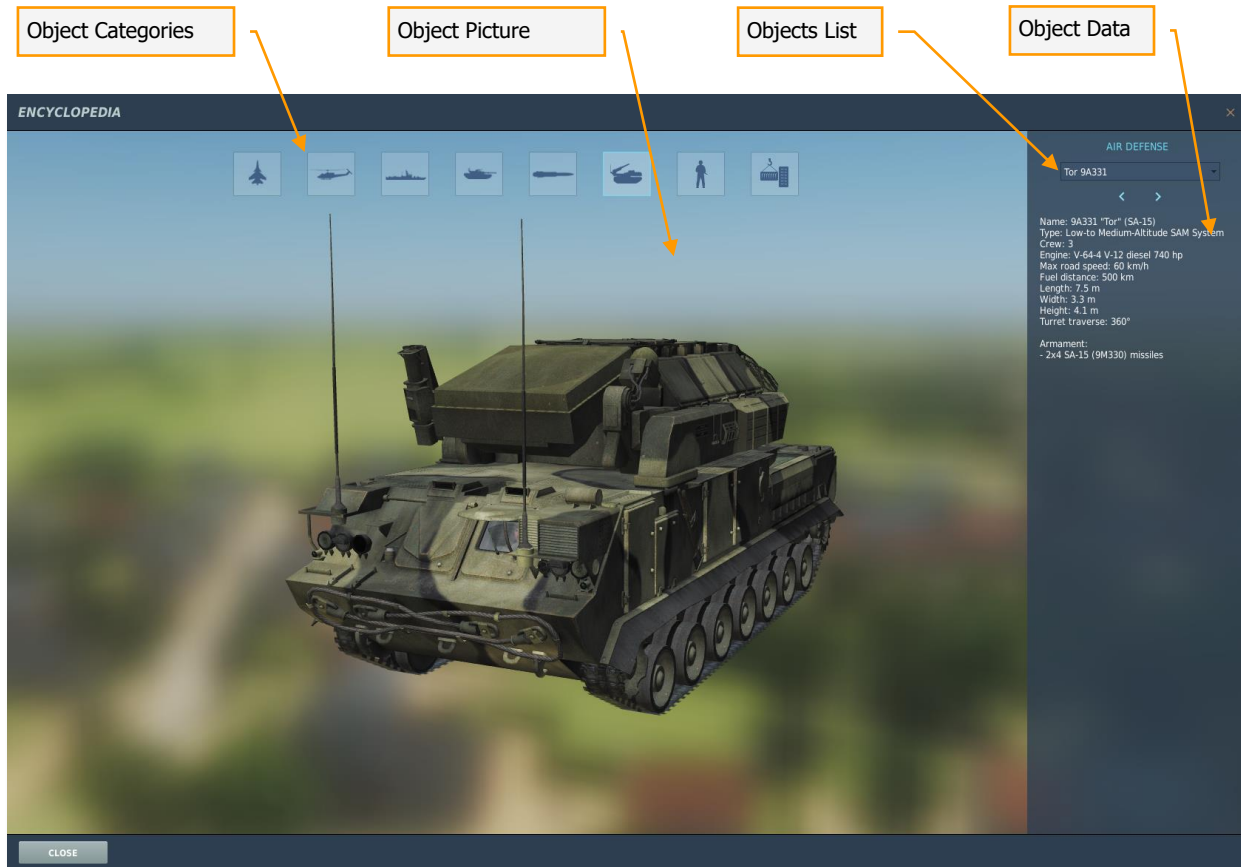 Object Categories
Object Picture
Objects List
Object Data
ENCYCLOPEDIA
AIR DEFENSE
Tor 9A331
Name: 9A331 "Tor" (SA-15)
Type: Low-to Medium-Altitude SAM System
Crew: 3
Engine: V-64-4 V-12 diesel 740 hp
Max road speed: 60 km/h
Fuel distance: 500 km
Length: 7.5 m
Width: 3.3 m
Height: 4.1 m
Turret traverse: 360°
Armament:
- 2x4 SA-15 (9M330) missiles
CLOSE